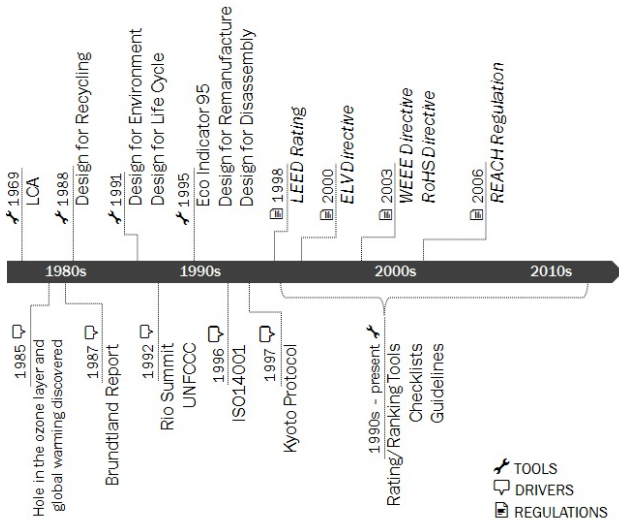 1969
LCA
1988
Design for Recycling
1991
Design for Environment
Design for Life Cycle
1995
Eco Indicator 95
Design for Remanufacture
Design for Disassembly
1998
LEED Rating
2000
ELV Directive
2003
WEEE Directive
RoHS Directive
2006
REACH Regulation
1980s
1990s
2000s
2010s
1985
Hole in the ozone layer and
global warming discovered
1987
Brundtland Report
1992
Rio Summit
UNFCCC
1996
ISO14001
1997
Kyoto Protocol
1990s - present
Rating/Ranking Tools
Checklists
Guidelines
TOOLS
DRIVERS
REGULATIONS